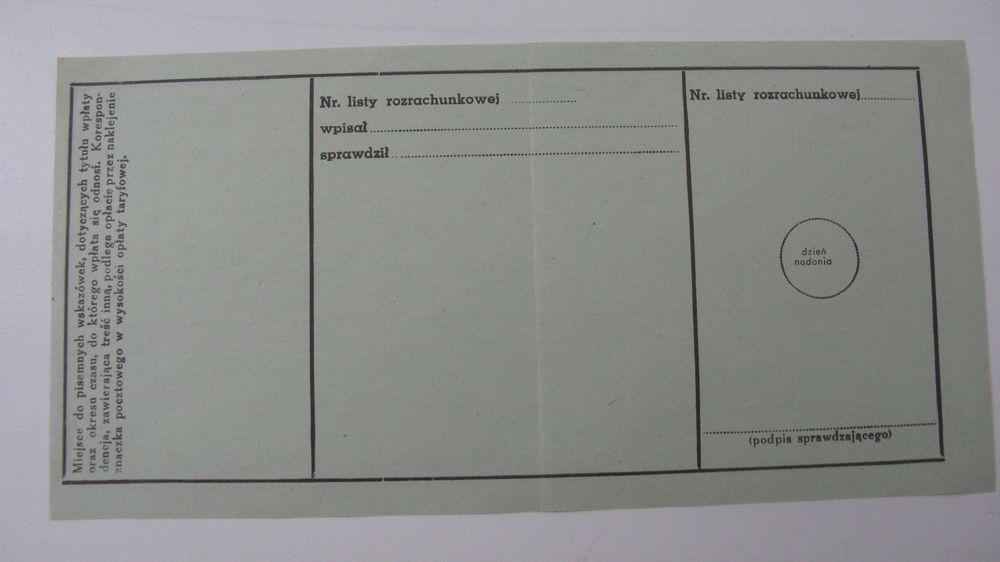 Miejsce do pisemnych wskazówek, dotyczących tytułu wpłaty
oraz okresu czasu, do którego wpłata się odnosi. Korespon-
dencja, zawierająca treść inną, podlega opłacie przez naklejenie
znaczka pocztowego w wysokości opłaty taryfowej.
Nr. listy rozrachunkowej
wpisał
sprawdził
Nr. listy rozrachunkowej
dzień
nadania
(podpis sprawdzającego)